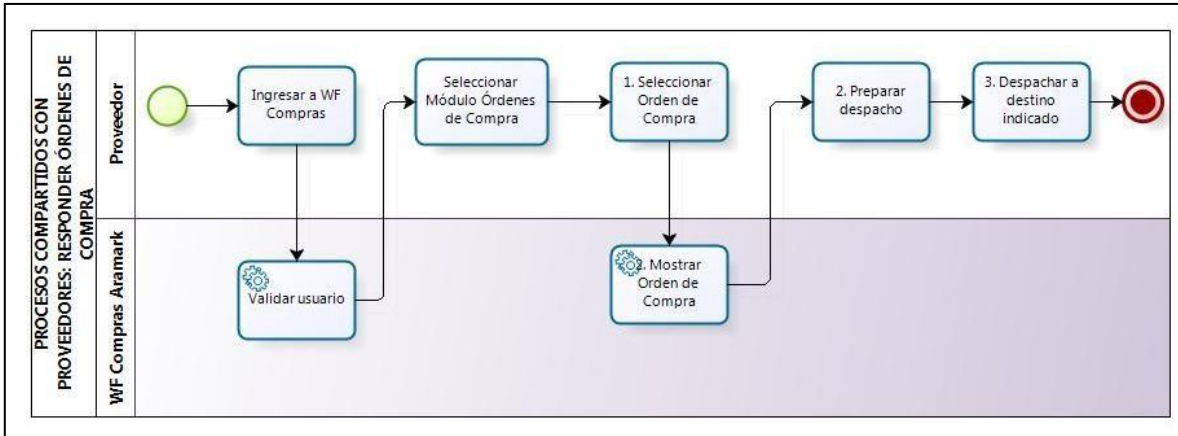 PROCESOS COMPARTIDOS CON
PROVEEDORES: RESPONDER ÓRDENES DE
COMPRA
Proveedor
Ingresar a WF
Compras
Seleccionar
Módulo Órdenes
de Compra
1. Seleccionar
Orden de
Compra
2. Preparar
despacho
3. Despachar a
destino
indicado
WF Compras Aramark
Validar usuario
2. Mostrar
Orden de
Compra